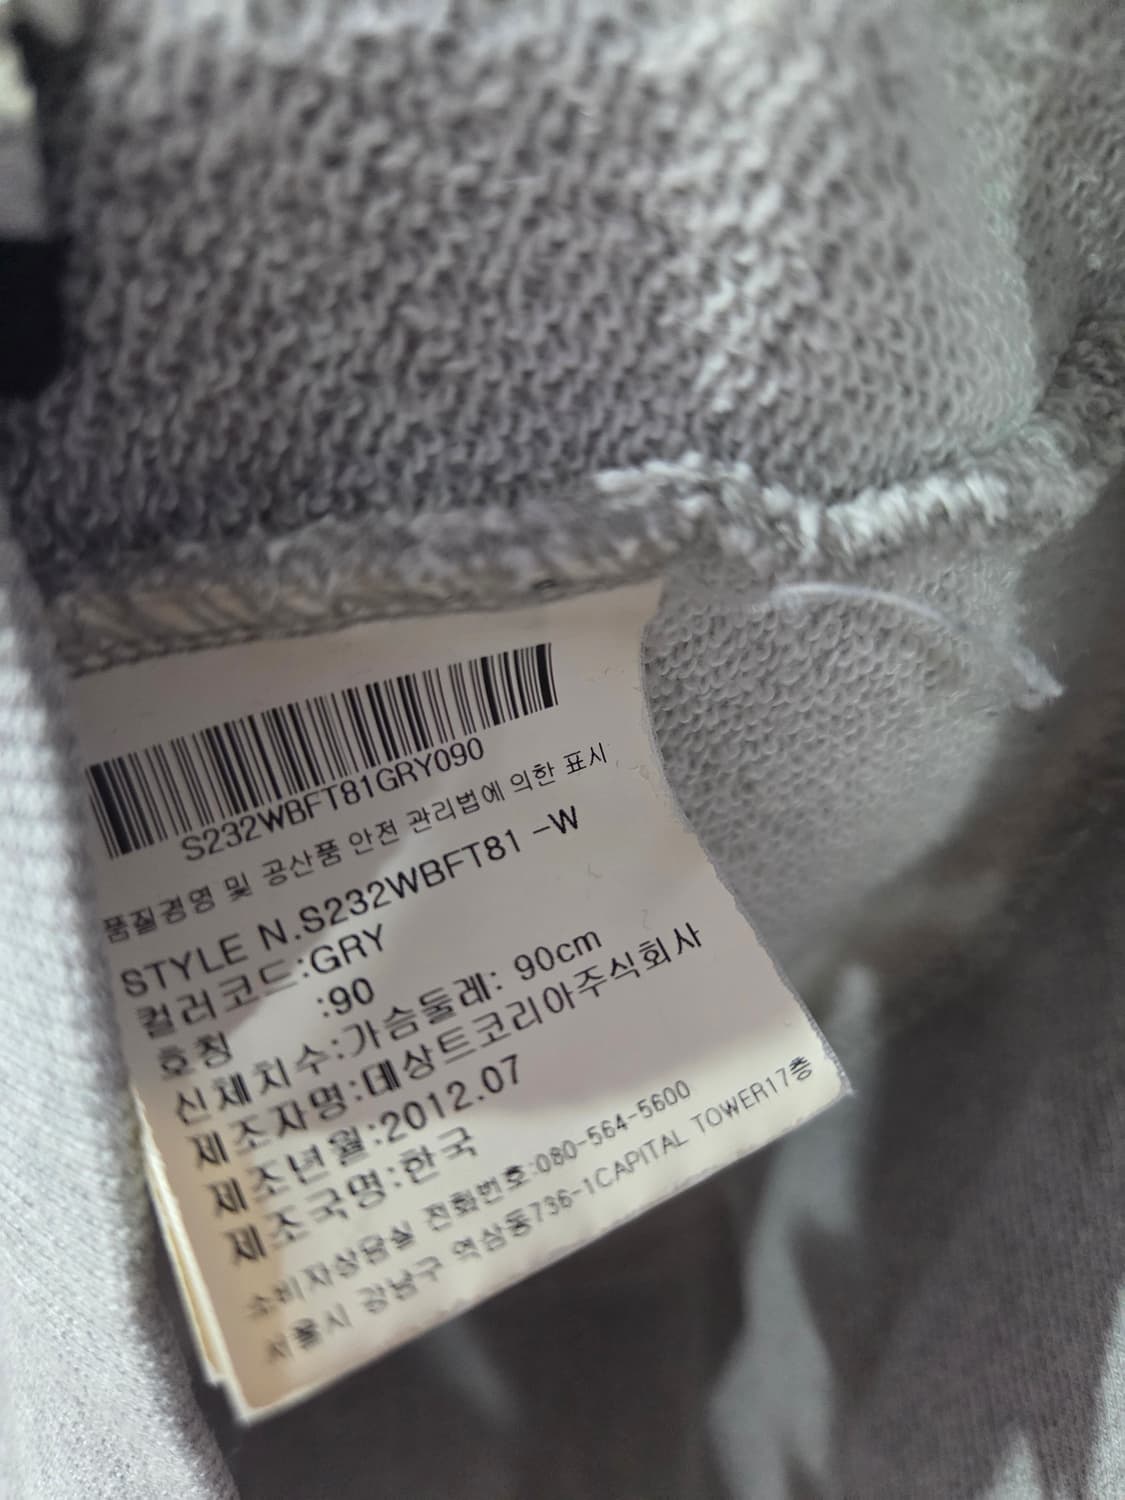 S232WBFT81GRY090
품질경영 및 공산품 안전 관리법에 의한 표시
STYLE N.S232WBFT81 -W
컬러코드:GRY
호칭 :90
신체치수:가슴둘레: 90cm
제조자명:데상트코리아주식회사
제조년월:2012.07
제조국명:한국
소비자상담실 전화번호:080-564-5600
서울시 강남구 역삼동736-1CAPITAL TOWER17층